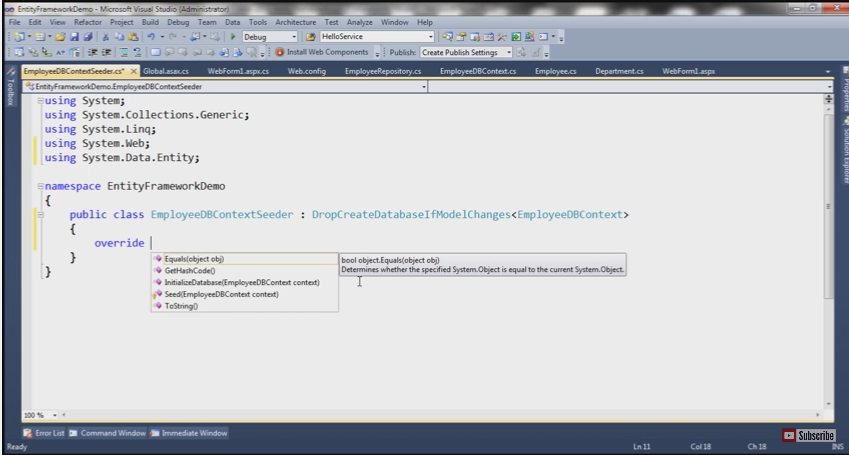 EntityFrameworkDemo - Microsoft Visual Studio (Administrator)
File Edit View Refactor Project Build Debug Team Data Tools Architecture Test Analyze Window Help
Debug HelloService
Install Web Components Publish: Create Publish Settings
EmployeeDBContextSeeder.cs* Global.asax.cs WebForm1.aspx.cs Web.config EmployeeRepository.cs EmployeeDBContext.cs Employee.cs Department.cs WebForm1.aspx
EntityFrameworkDemo.EmployeeDBContextSeeder
Toolbox
Properties
using System;
using System.Collections.Generic;
using System.Linq;
using System.Web;
using System.Data.Entity;
namespace EntityFrameworkDemo
{
public class EmployeeDBContextSeeder : DropCreateDatabaseIfModelChanges<EmployeeDBContext>
{
override
Equals(object obj)
GetHashCode()
InitializeDatabase(EmployeeDBContext context)
Seed(EmployeeDBContext context)
ToString()
bool object.Equals(object obj)
Determines whether the specified System.Object is equal to the current System.Object.
}
}
100 %
Error List Command Window Immediate Window
Subscribe
Ready Ln 11 Col 18 Ch 18 INS